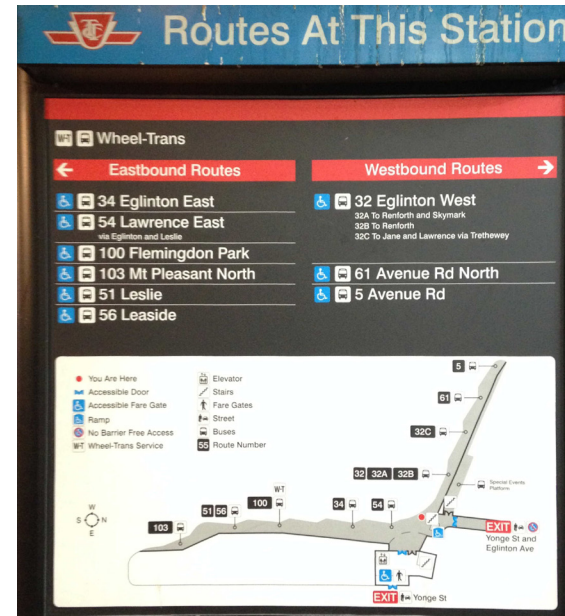 Routes At This Station
W-T Wheel-Trans
← Eastbound Routes
34 Eglinton East
54 Lawrence East
via Eglinton and Leslie
100 Flemingdon Park
103 Mt Pleasant North
51 Leslie
56 Leaside
Westbound Routes →
32 Eglinton West
32A To Renforth and Skymark
32B To Renforth
32C To Jane and Lawrence via Trethewey
61 Avenue Rd North
5 Avenue Rd
You Are Here
Accessible Door
Accessible Fare Gate
Ramp
No Barrier Free Access
W-T Wheel-Trans Service
Elevator
Stairs
Fare Gates
Street
Buses
55 Route Number
5
61
32C
32 32A 32B
Special Events
Platform
W-T
103
51 56
100
34
54
W
S N
E
EXIT
Yonge St and
Eglinton Ave
EXIT Yonge St